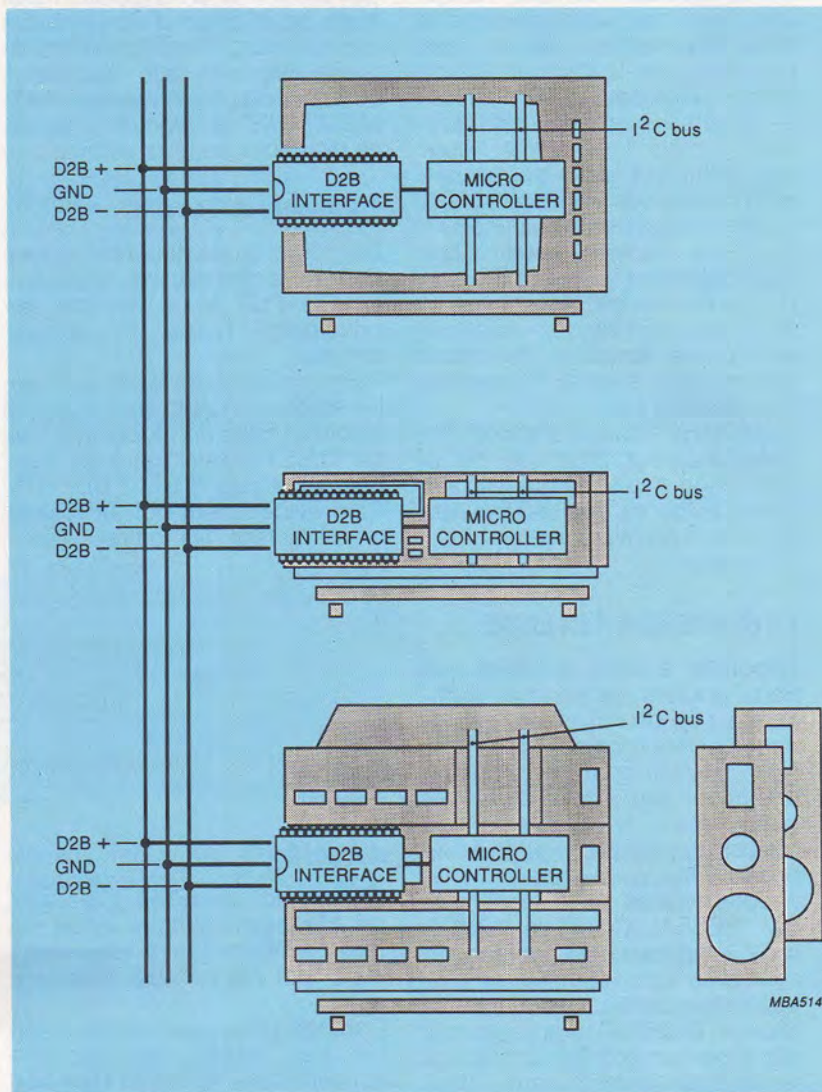 I²C bus
D2B +
GND
D2B –
D2B
INTERFACE
MICRO
CONTROLLER
I²C bus
D2B +
GND
D2B –
D2B
INTERFACE
MICRO
CONTROLLER
I²C bus
D2B +
GND
D2B –
D2B
INTERFACE
MICRO
CONTROLLER
MBA514